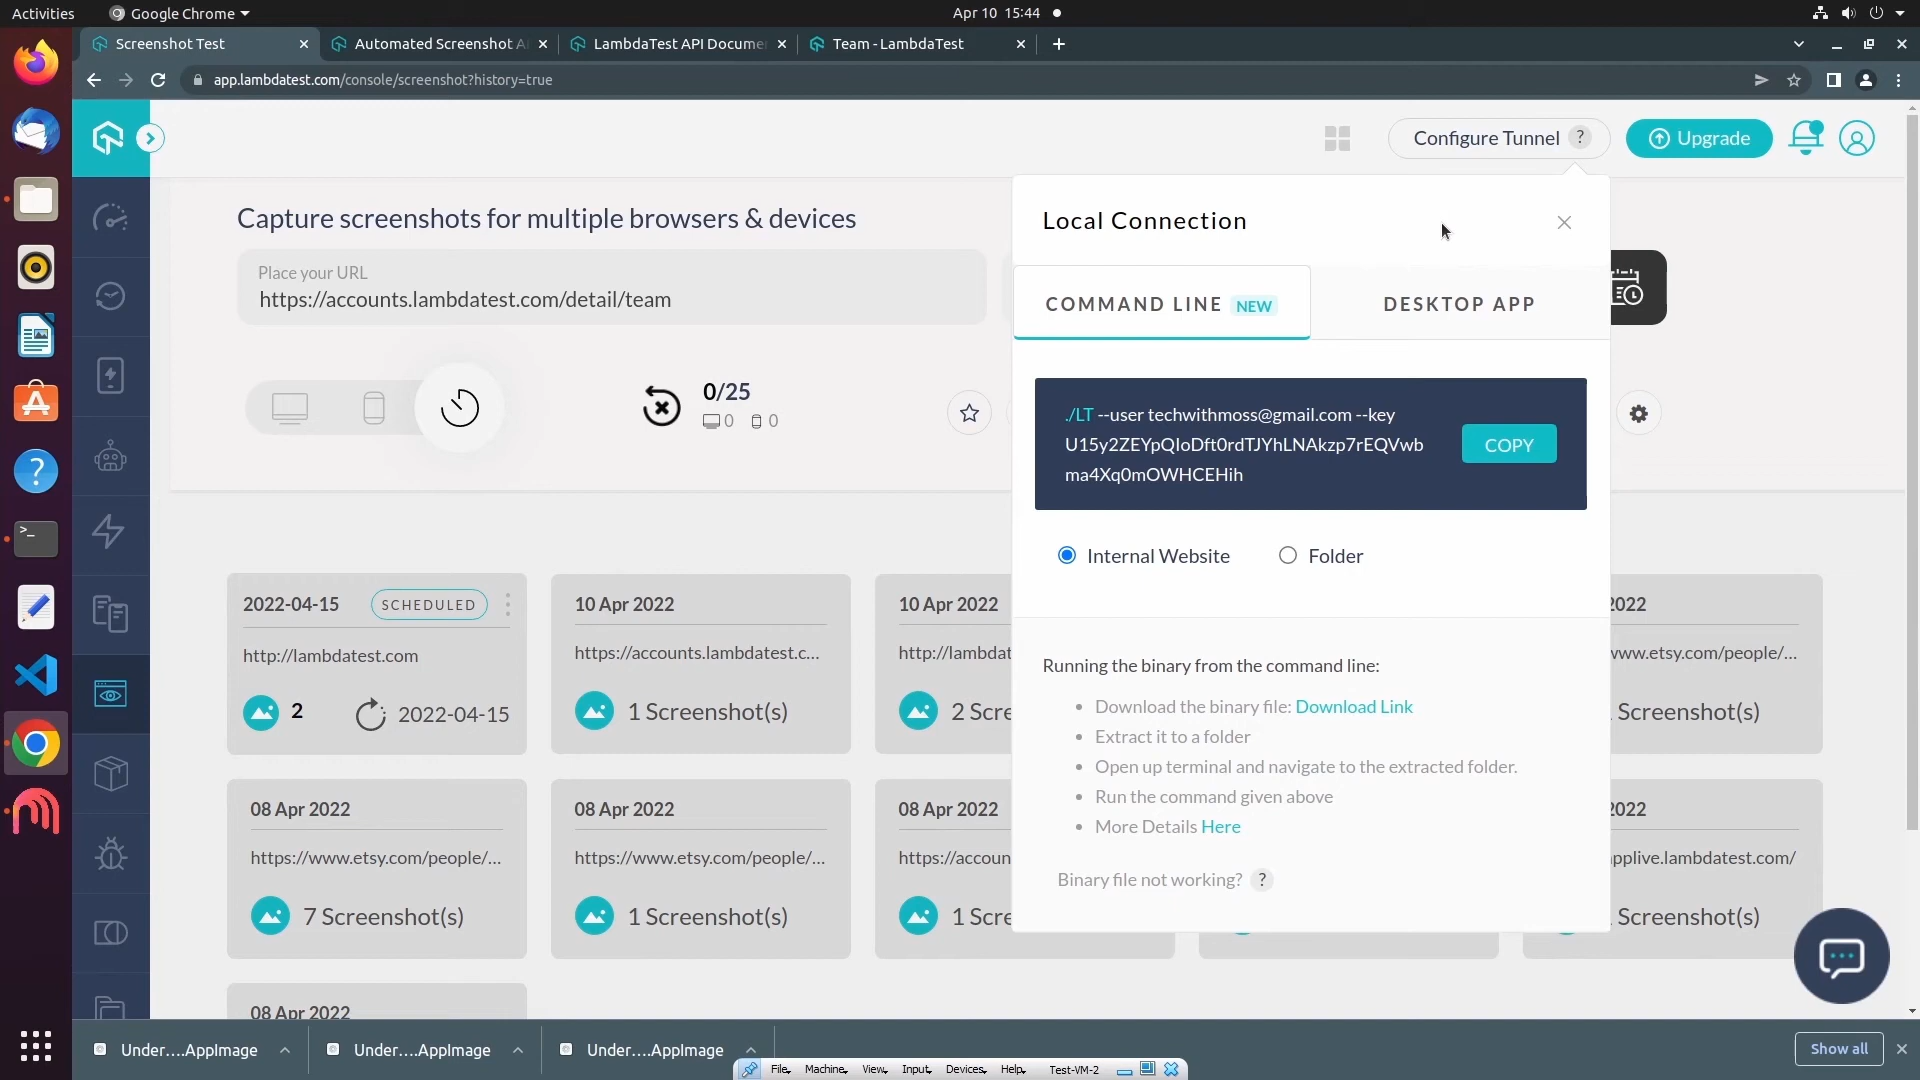 Activities
Google Chrome
Apr 10 15:44
Screenshot Test
Automated Screenshot A
LambdaTest API Docume
Team - LambdaTest
app.lambdatest.com/console/screenshot?history=true
Configure Tunnel ?
Upgrade
Capture screenshots for multiple browsers & devices
Place your URL
https://accounts.lambdatest.com/detail/team
0/25
0 0
Local Connection
COMMAND LINE NEW
DESKTOP APP
./LT --user techwithmoss@gmail.com --key
U15y2ZEYpQIoDft0rdTJYhLNAkzp7rEQVwb
ma4Xq0mOWHCEHih
COPY
Internal Website
Folder
Running the binary from the command line:
Download the binary file: Download Link
Extract it to a folder
Open up terminal and navigate to the extracted folder.
Run the command given above
More Details Here
Binary file not working? ?
2022-04-15 SCHEDULED
http://lambdatest.com
2 2022-04-15
10 Apr 2022
https://accounts.lambdatest.c...
1 Screenshot(s)
10 Apr 2022
http://lambdat
2 Scre
2022
www.etsy.com/people/...
Screenshot(s)
08 Apr 2022
https://www.etsy.com/people/...
7 Screenshot(s)
08 Apr 2022
https://www.etsy.com/people/...
1 Screenshot(s)
08 Apr 2022
https://accoun
1 Scre
2022
applive.lambdatest.com/
Screenshot(s)
08 Apr 2022
Under....AppImage
Under....AppImage
Under....AppImage
Show all
File Machine View Input Devices Help Test-VM-2